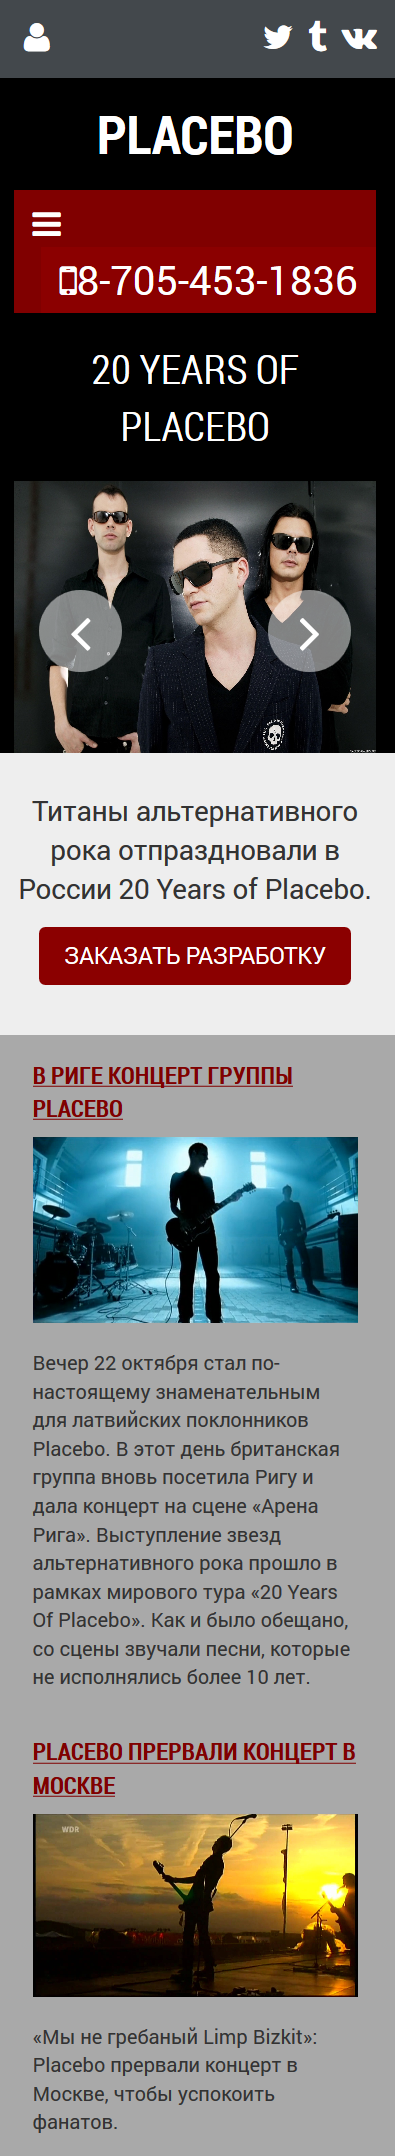 PLACEBO
8-705-453-1836
20 YEARS OF
PLACEBO
Титаны альтернативного
рока отпраздновали в
России 20 Years of Placebo.
ЗАКАЗАТЬ РАЗРАБОТКУ
В РИГЕ КОНЦЕРТ ГРУППЫ
PLACEBO
Вечер 22 октября стал по-
настоящему знаменательным
для латвийских поклонников
Placebo. В этот день британская
группа вновь посетила Ригу и
дала концерт на сцене «Арена
Рига». Выступление звезд
альтернативного рока прошло в
рамках мирового тура «20 Years
Of Placebo». Как и было обещано,
со сцены звучали песни, которые
не исполнялись более 10 лет.
PLACEBO ПРЕРВАЛИ КОНЦЕРТ В
МОСКВЕ
WDR
«Мы не гребаный Limp Bizkit»:
Placebo прервали концерт в
Москве, чтобы успокоить
фанатов.